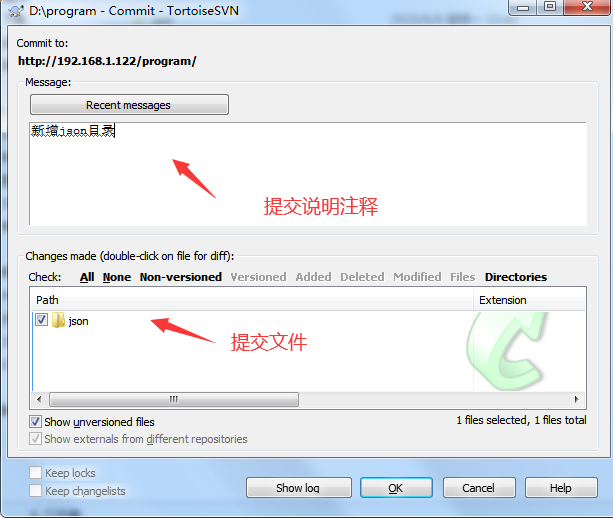 D:\program - Commit - TortoiseSVN
Commit to:
http://192.168.1.122/program/
Message:
Recent messages
新增json目录
提交说明注释
Changes made (double-click on file for diff):
Check: All None Non-versioned Versioned Added Deleted Modified Files Directories
Path Extension
json
提交文件
Show unversioned files 1 files selected, 1 files total
Show externals from different repositories
Keep locks
Keep changelists
Show log OK Cancel Help